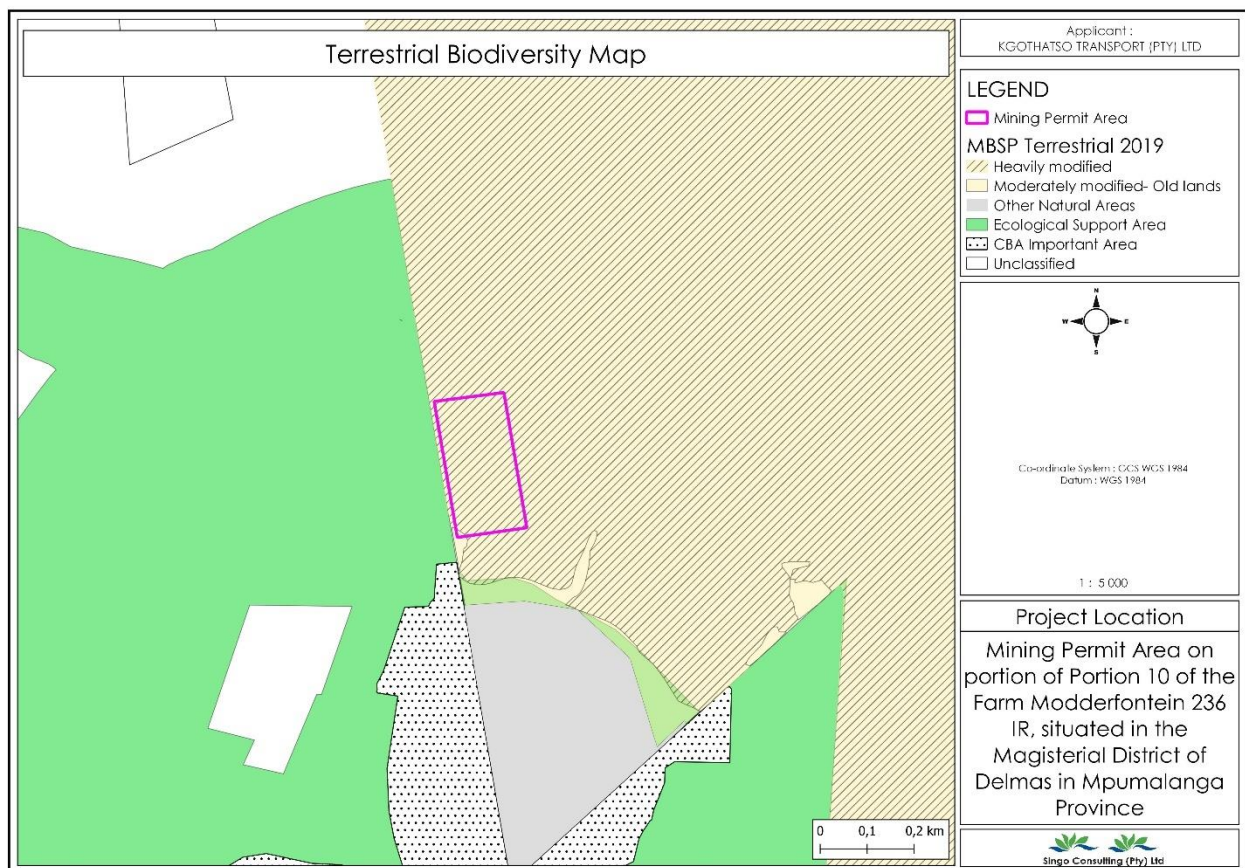 Terrestrial Biodiversity Map
Applicant :
KGOTHATSO TRANSPORT (PTY) LTD
LEGEND
Mining Permit Area
MBSP Terrestrial 2019
Heavily modified
Moderately modified- Old lands
Other Natural Areas
Ecological Support Area
CBA Important Area
Unclassified
N
W E
S
Co-ordinate System : GCS WGS 1984
Datum : WGS 1984
1 : 5 000
0 0,1 0,2 km
Project Location
Mining Permit Area on
portion of Portion 10 of the
Farm Modderfontein 236
IR, situated in the
Magisterial District of
Delmas in Mpumalanga
Province
Singo Consulting (Pty) Ltd